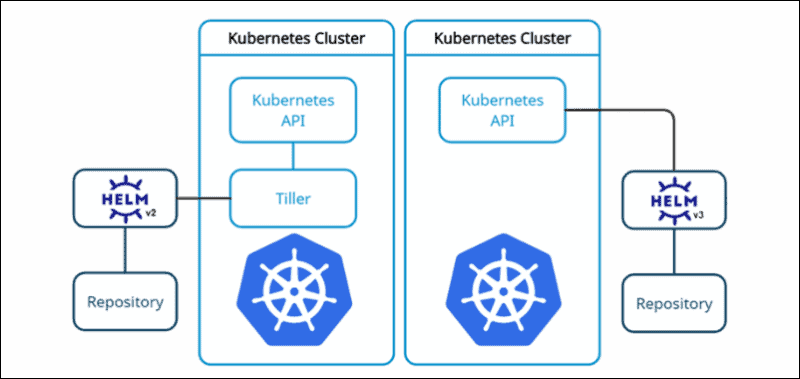 Kubernetes Cluster
Kubernetes
API
Tiller
HELM
v2
Repository
Kubernetes Cluster
Kubernetes
API
HELM
v3
Repository